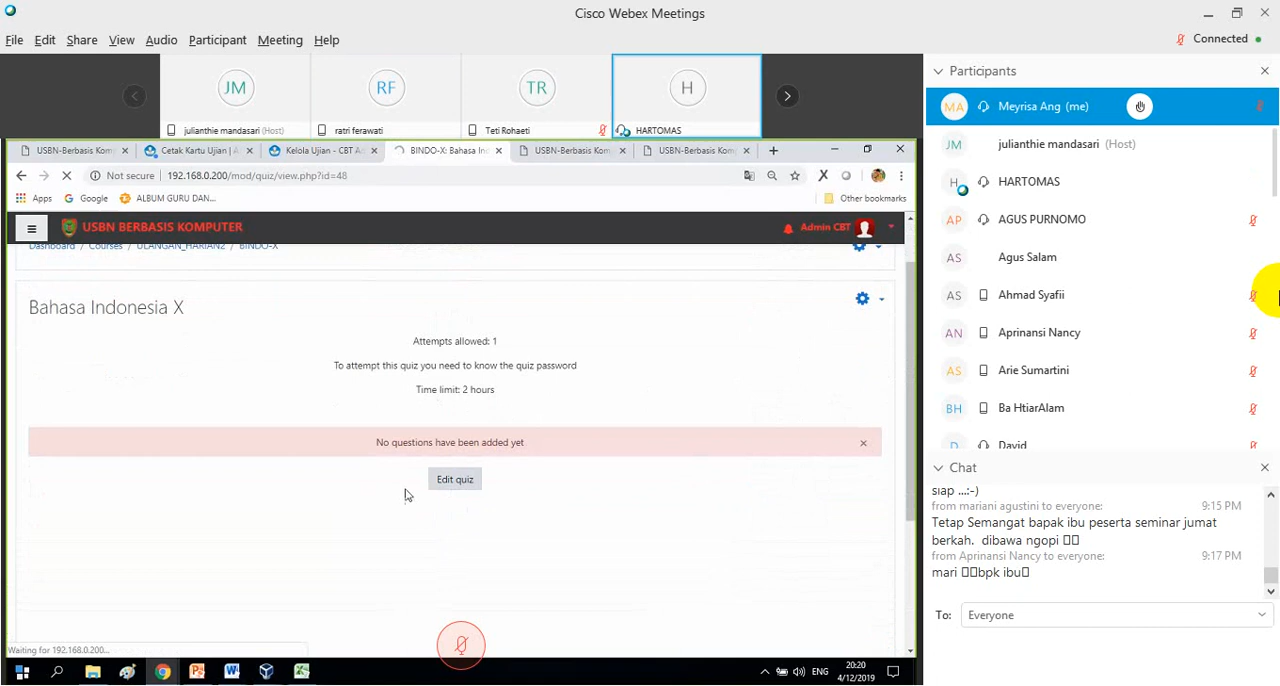 Cisco Webex Meetings
File Edit Share View Audio Participant Meeting Help
Connected
JM
julianthie mandasari (Host)
RF
ratri ferawati
TR
Teti Rohaeti
H
HARTOMAS
USBN-Berbasis Kom
Cetak Kartu Ujian | A
Kelola Ujian - CBT A
BINDO-X: Bahasa In
USBN-Berbasis Kom
USBN-Berbasis Kom
Not secure 192.168.0.200/mod/quiz/view.php?id=48
Apps Google ALBUM GURU DAN... Other bookmarks
USBN BERBASIS KOMPUTER
Admin CBT
Dashboard / Courses / ULANGAN_HARIAN2 / BINDO-X
Bahasa Indonesia X
Attempts allowed: 1
To attempt this quiz you need to know the quiz password
Time limit: 2 hours
No questions have been added yet
Edit quiz
Waiting for 192.168.0.200...
ENG
20:20
4/12/2019
Participants
MA Meyrisa Ang (me)
JM julianthie mandasari (Host)
H HARTOMAS
AP AGUS PURNOMO
AS Agus Salam
AS Ahmad Syafii
AN Aprinansi Nancy
AS Arie Sumartini
BH Ba HtiarAlam
D David
Chat
siap ...:-)
from mariani agustini to everyone: 9:15 PM
Tetap Semangat bapak ibu peserta seminar jumat
berkah. dibawa ngopi
from Aprinansi Nancy to everyone: 9:17 PM
mari bpk ibu
To: Everyone